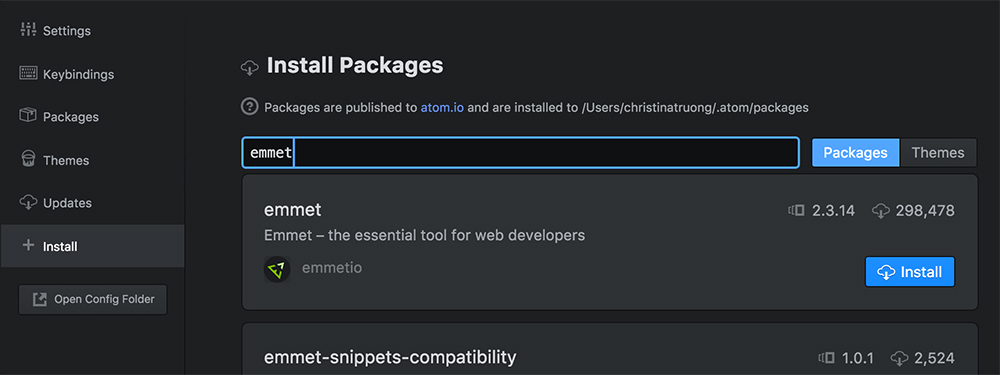 Settings
Keybindings
Packages
Themes
Updates
Install
Open Config Folder
Install Packages
Packages are published to atom.io and are installed to /Users/christinatruong/.atom/packages
emmet
Packages Themes
emmet 2.3.14 298,478
Emmet – the essential tool for web developers
emmetio Install
emmet-snippets-compatibility 1.0.1 2,524